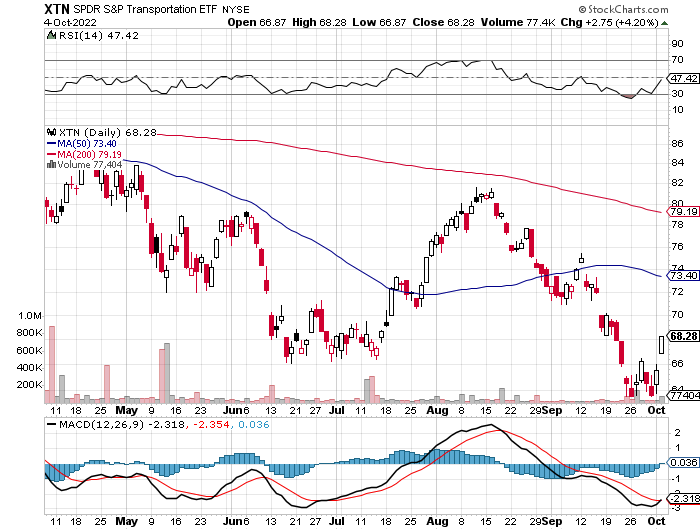 XTN SPDR S&P Transportation ETF NYSE © StockCharts.com
4-Oct-2022 Open 66.87 High 68.28 Low 66.87 Close 68.28 Volume 77.4K Chg +2.75 (+4.20%)
RSI(14) 47.42
90
70
47.42
30
10
XTN (Daily) 68.28
MA(50) 73.40
MA(200) 79.19
Volume 77,404
86
84
82
80
79.19
78
76
74
73.40
72
70
68.28
66
64
77404
1.0M
800K
600K
400K
200K
11 18 25 May 9 16 23 Jun 6 13 21 27 Jul 11 18 25 Aug 8 15 22 29 Sep 12 19 26 Oct
MACD(12,26,9) -2.318, -2.354, 0.036
2
1
0.036
-1
-2.318
-3
11 18 25 May 9 16 23 Jun 6 13 21 27 Jul 11 18 25 Aug 8 15 22 29 Sep 12 19 26 Oct